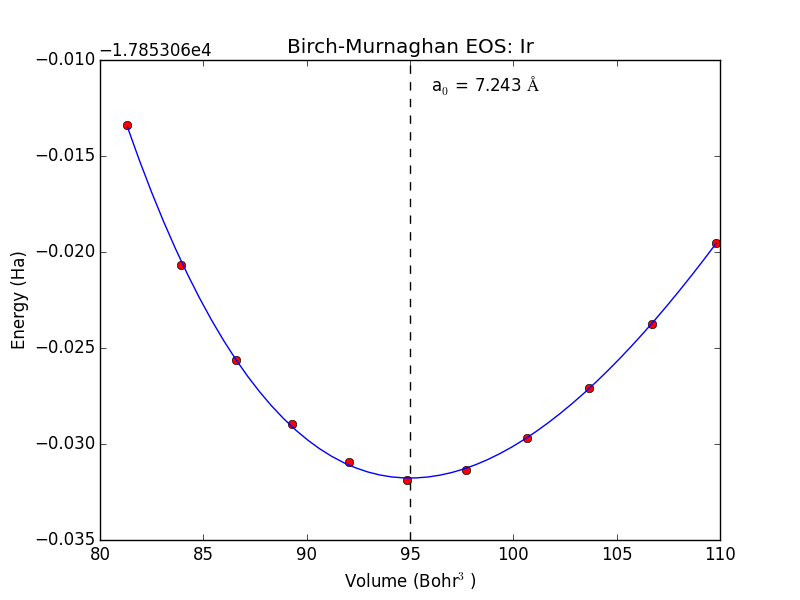 Birch-Murnaghan EOS: Ir
−1.785306e4
a₀ = 7.243 Å
Energy (Ha)
−0.010
−0.015
−0.020
−0.025
−0.030
−0.035
80 85 90 95 100 105 110
Volume (Bohr³ )